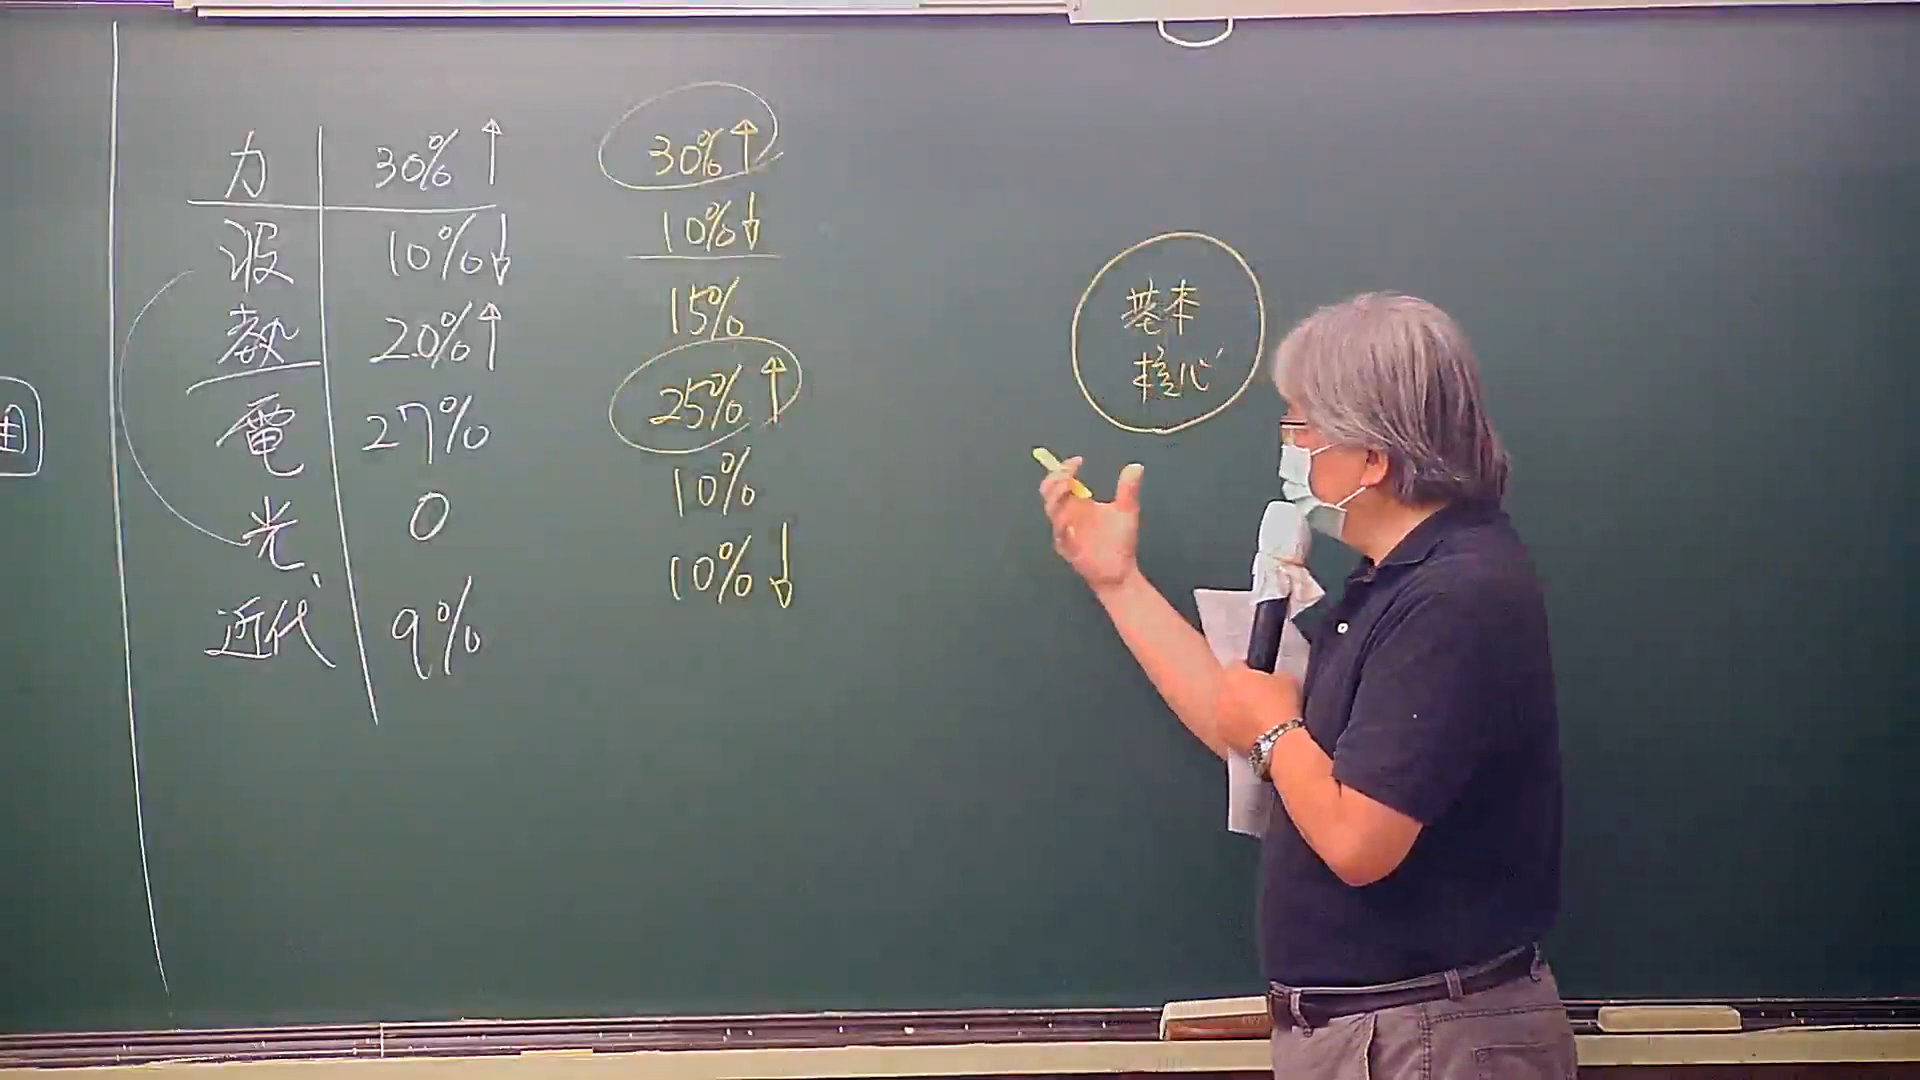 力 30%↑ 30%↑
波 10%↓ 10%↓
熱 20%↑ 15%
電 27% 25%↑
光 0 10%
近代 9% 10%↓
基本
核心